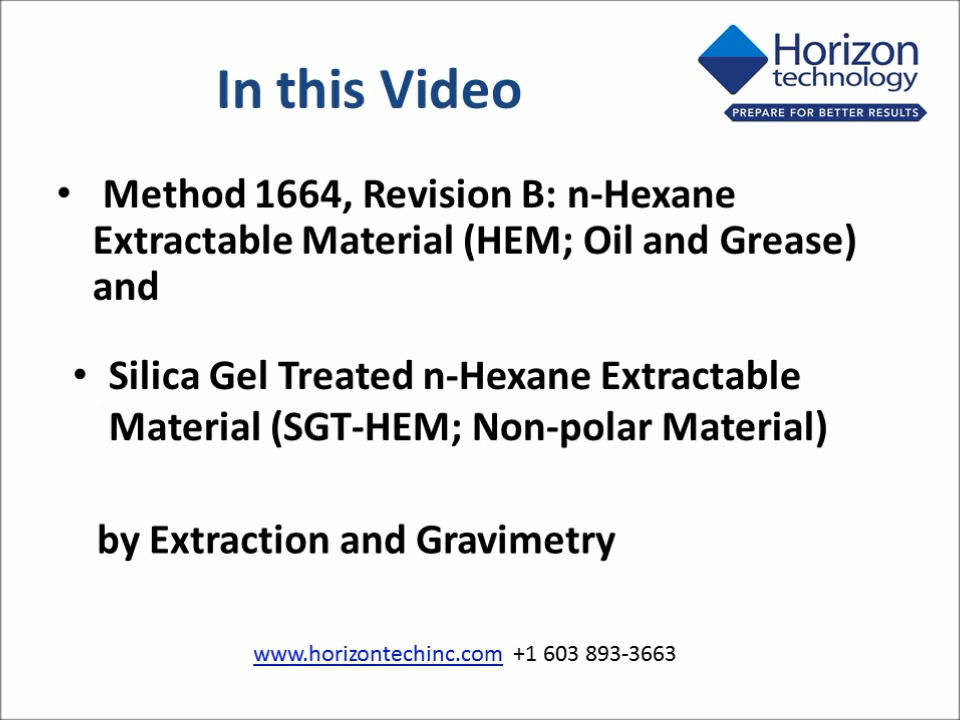 In this Video
Horizon
technology
PREPARE FOR BETTER RESULTS
• Method 1664, Revision B: n-Hexane
Extractable Material (HEM; Oil and Grease)
and
• Silica Gel Treated n-Hexane Extractable
Material (SGT-HEM; Non-polar Material)
by Extraction and Gravimetry
www.horizontechinc.com +1 603 893-3663